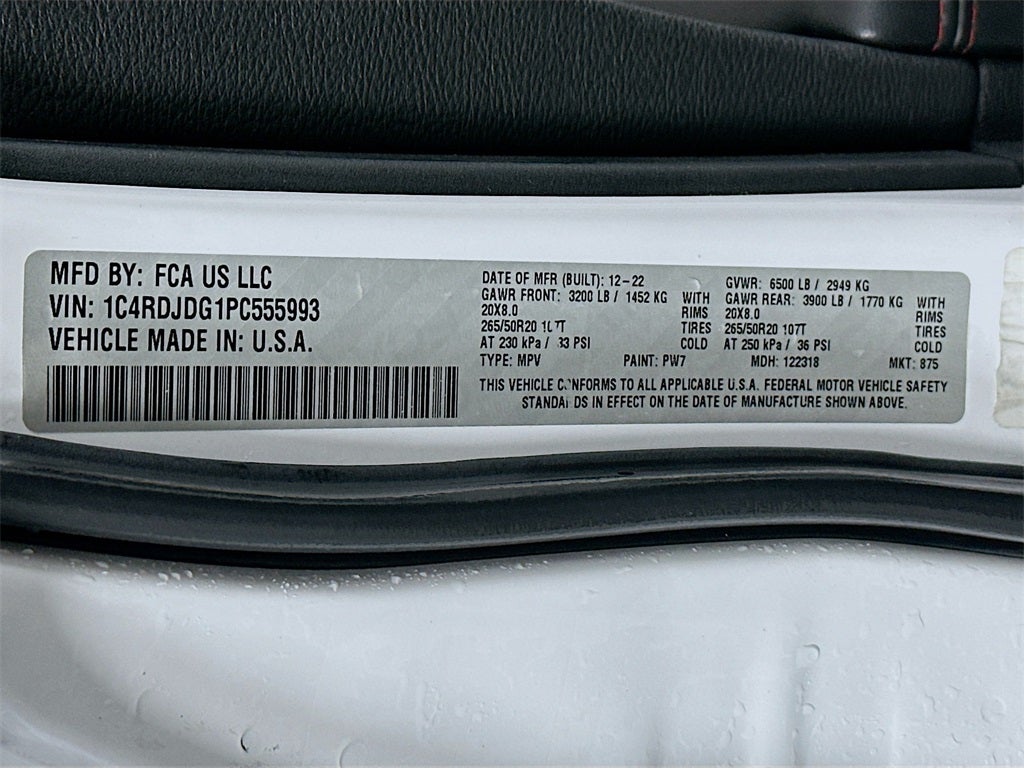 MFD BY: FCA US LLC
VIN: 1C4RDJDG1PC555993
VEHICLE MADE IN: U.S.A.
DATE OF MFR (BUILT): 12-22
GAWR FRONT: 3200 LB / 1452 KG WITH
20X8.0 RIMS
265/50R20 107T TIRES
AT 230 kPa / 33 PSI COLD
TYPE: MPV PAINT: PW7
GVWR: 6500 LB / 2949 KG
GAWR REAR: 3900 LB / 1770 KG WITH
20X8.0 RIMS
265/50R20 107T TIRES
AT 250 kPa / 36 PSI COLD
MDH: 122318 MKT: 875
THIS VEHICLE CONFORMS TO ALL APPLICABLE U.S.A. FEDERAL MOTOR VEHICLE SAFETY
STANDARDS IN EFFECT ON THE DATE OF MANUFACTURE SHOWN ABOVE.